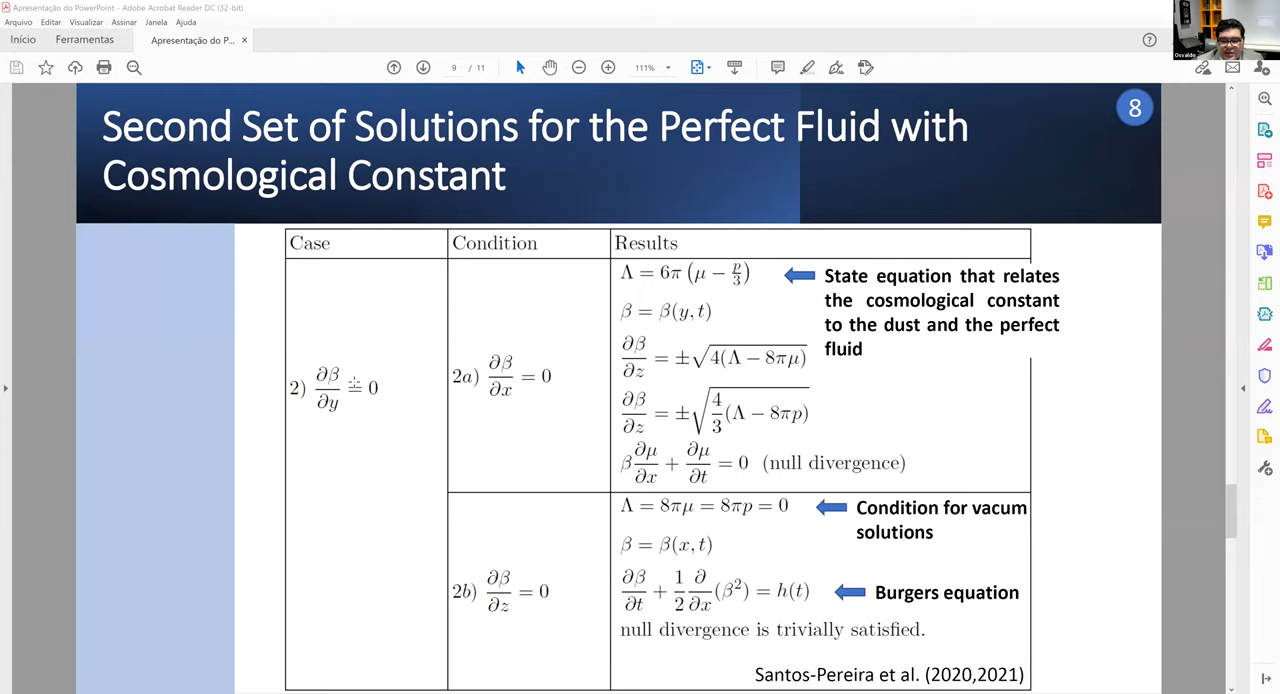 Apresentação do PowerPoint - Adobe Acrobat Reader DC (32-bit)
Arquivo Editar Visualizar Assinar Janela Ajuda
Início Ferramentas Apresentação do P... ×
9 / 11 111%
Osvaldo
8
Second Set of Solutions for the Perfect Fluid with
Cosmological Constant
Case Condition Results
2) ∂β/∂y = 0
2a) ∂β/∂x = 0
Λ = 6π (μ − p/3)
State equation that relates
the cosmological constant
to the dust and the perfect
fluid
β = β(y, t)
∂β/∂z = ±√4(Λ − 8πμ)
∂β/∂z = ±√(4/3 (Λ − 8πp))
β ∂μ/∂x + ∂μ/∂t = 0 (null divergence)
2b) ∂β/∂z = 0
Λ = 8πμ = 8πp = 0
Condition for vacum
solutions
β = β(x, t)
∂β/∂t + 1/2 ∂/∂x (β²) = h(t)
Burgers equation
null divergence is trivially satisfied.
Santos-Pereira et al. (2020,2021)